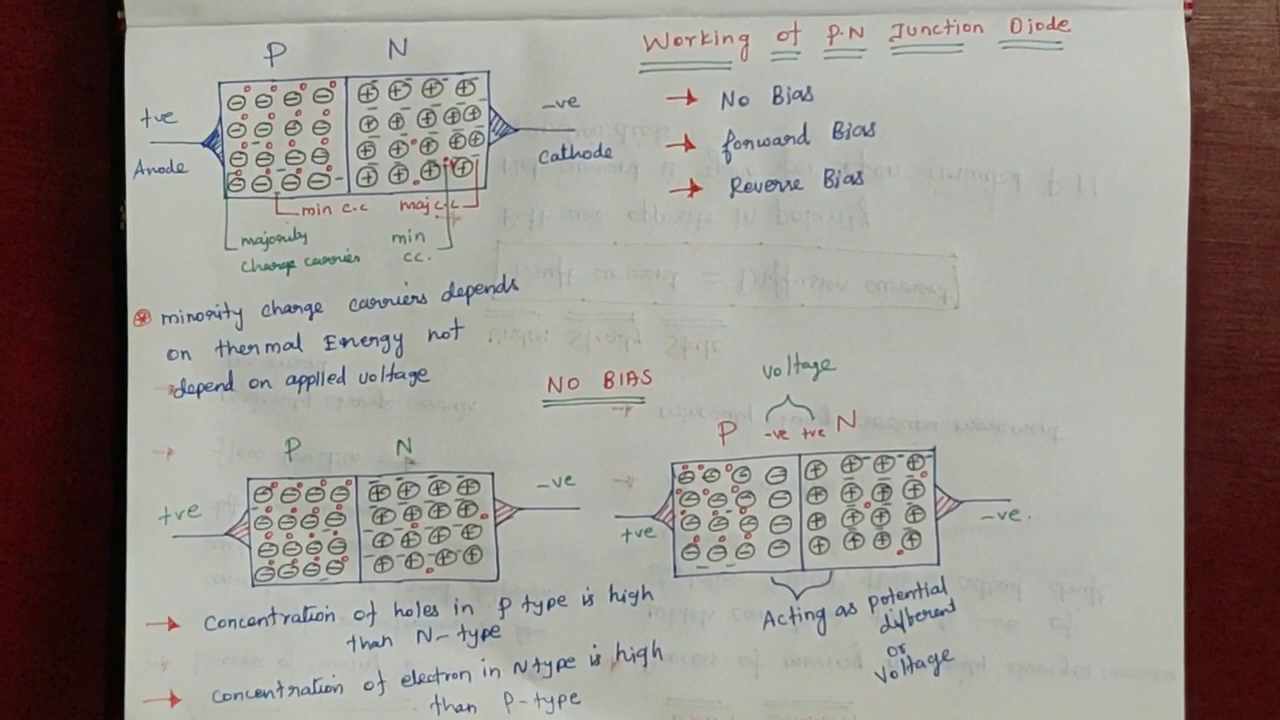 Working of P.N Junction Diode
→ No Bias
→ forward Bias
→ Reverse Bias
P N
+ve
Anode
-ve
Cathode
min c.c maj c.c
majority
charge carrier
min
cc.
minority charge carriers depends
on thermal Energy not
depend on applied voltage
NO BIAS
P N
+ve
-ve
voltage
P -ve +ve N
+ve
-ve.
Acting as potential
different
or
voltage
→ Concentration of holes in P type is high
than N-type
→ concentration of electron in N type is high
than P-type